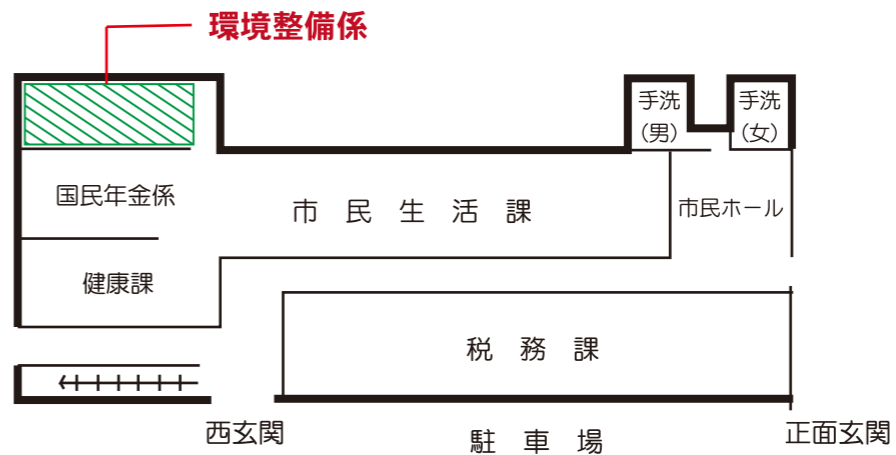 環境整備係
手洗
(男)
手洗
(女)
国民年金係
市民生活課
市民ホール
健康課
税務課
西玄関
駐車場
正面玄関